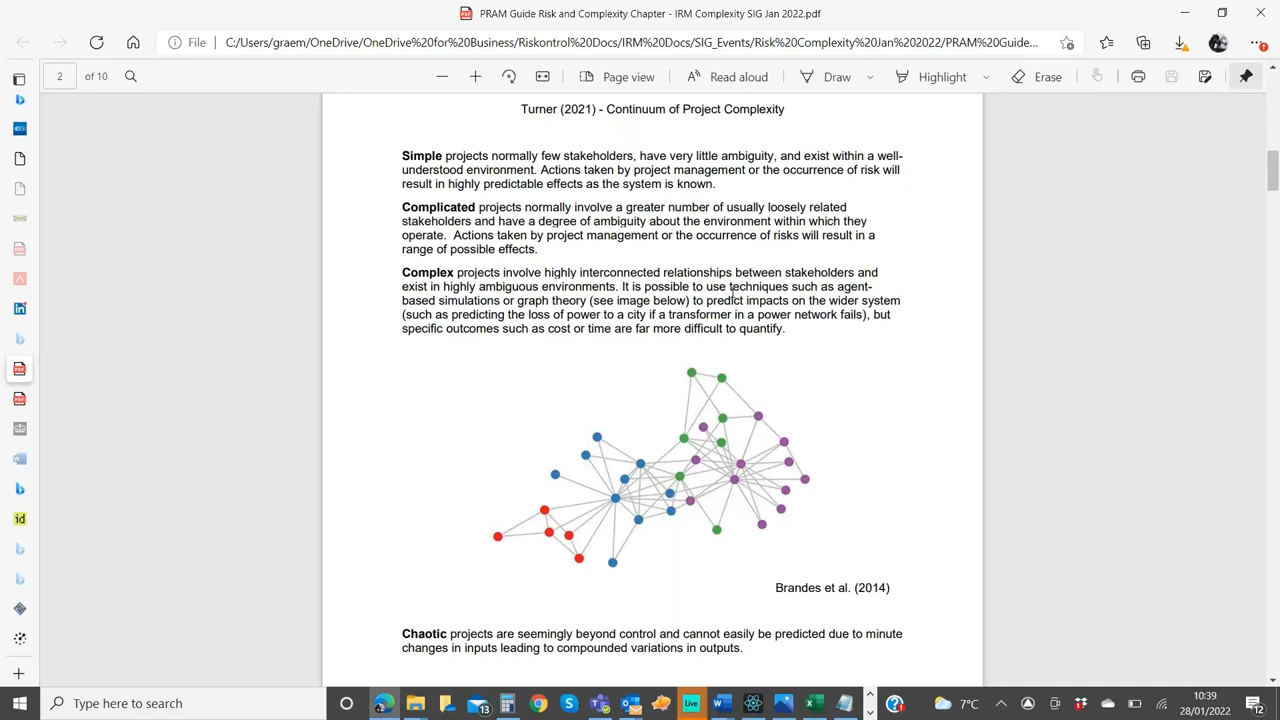 PRAM Guide Risk and Complexity Chapter - IRM Complexity SIG Jan 2022.pdf
File
C:/Users/graem/OneDrive/OneDrive%20for%20Business/Riskontrol%20Docs/IRM%20Docs/SIG_Events/Risk%20Complexity%20Jan%202022/PRAM%20Guide...
2 of 10
Page view
Read aloud
Draw
Highlight
Erase
Turner (2021) - Continuum of Project Complexity
Simple projects normally few stakeholders, have very little ambiguity, and exist within a well-
understood environment. Actions taken by project management or the occurrence of risk will
result in highly predictable effects as the system is known.
Complicated projects normally involve a greater number of usually loosely related
stakeholders and have a degree of ambiguity about the environment within which they
operate. Actions taken by project management or the occurrence of risks will result in a
range of possible effects.
Complex projects involve highly interconnected relationships between stakeholders and
exist in highly ambiguous environments. It is possible to use techniques such as agent-
based simulations or graph theory (see image below) to predict impacts on the wider system
(such as predicting the loss of power to a city if a transformer in a power network fails), but
specific outcomes such as cost or time are far more difficult to quantify.
Brandes et al. (2014)
Chaotic projects are seemingly beyond control and cannot easily be predicted due to minute
changes in inputs leading to compounded variations in outputs.
Type here to search
13
Live
7°C
10:39
28/01/2022
12